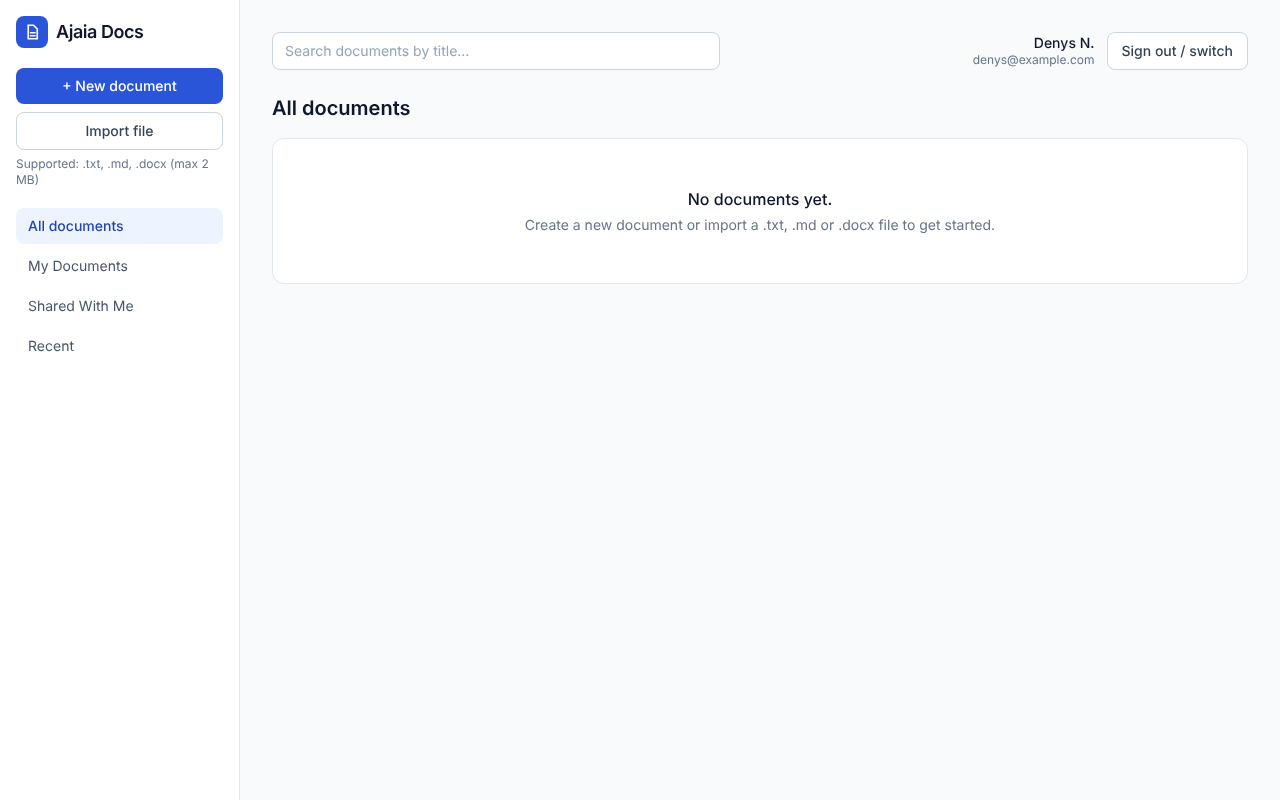 Ajaia Docs
+ New document
Import file
Supported: .txt, .md, .docx (max 2
MB)
All documents
My Documents
Shared With Me
Recent
Search documents by title...
Denys N.
denys@example.com
Sign out / switch
All documents
No documents yet.
Create a new document or import a .txt, .md or .docx file to get started.